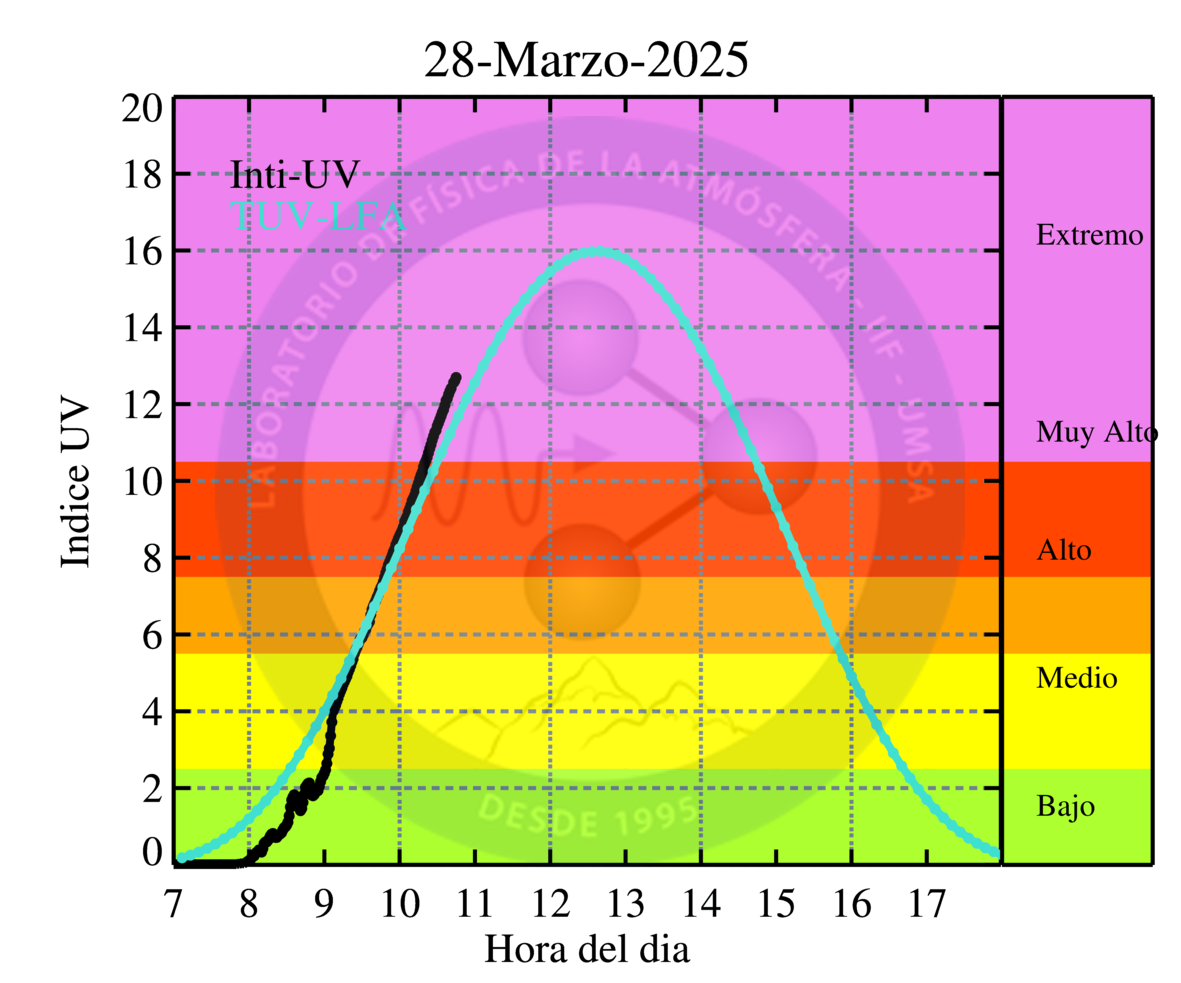 28-Marzo-2025
Indice UV
20
18
16
14
12
10
8
6
4
2
0
Inti-UV
TUV-LFA
LABORATORIO DE FÍSICA DE LA ATMÓSFERA - IIF - UMSA
DESDE 1995
Extremo
Muy Alto
Alto
Medio
Bajo
7 8 9 10 11 12 13 14 15 16 17
Hora del dia